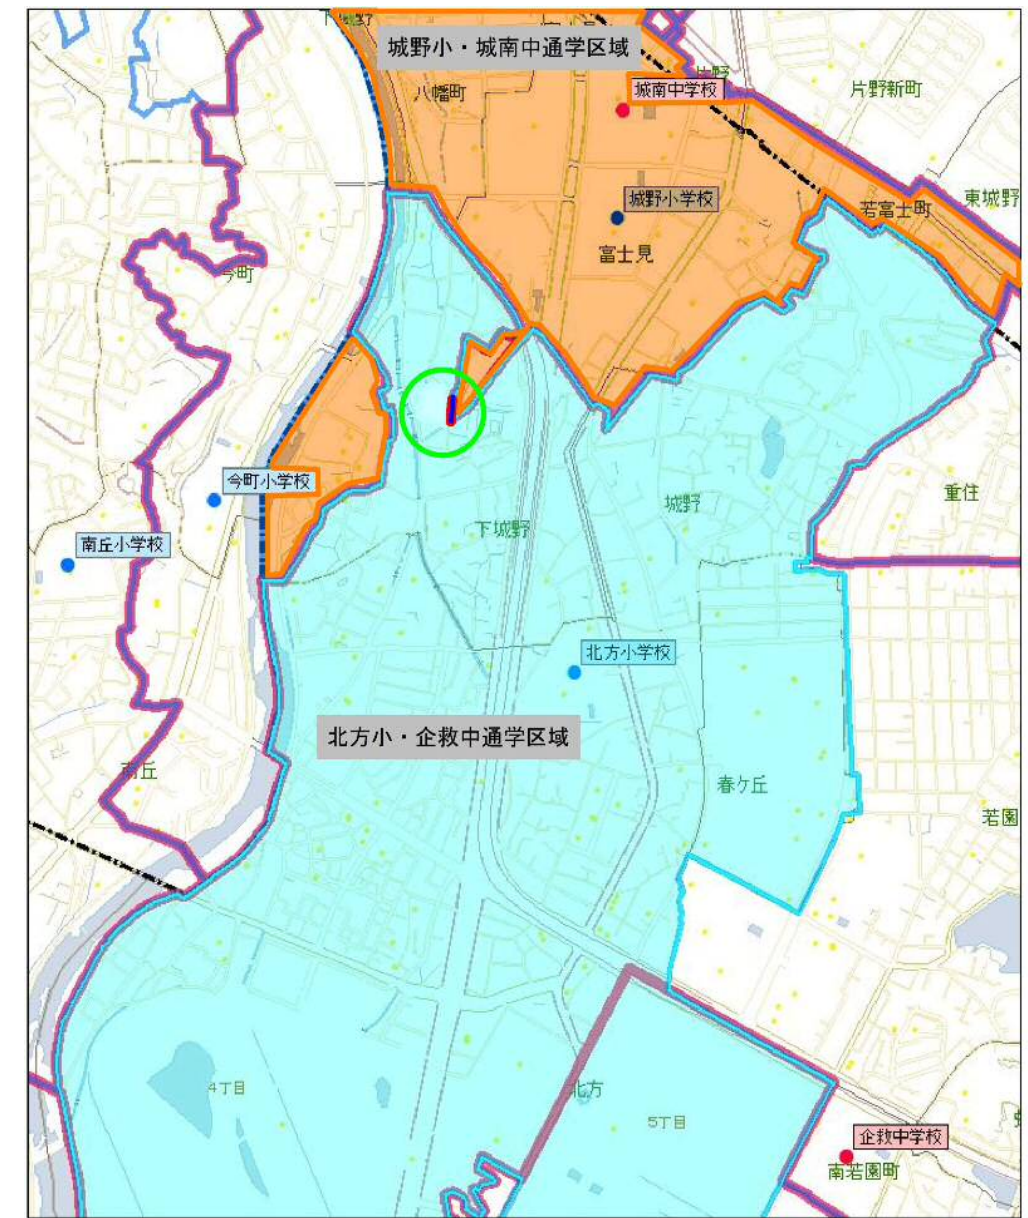 城野小・城南中通学区域
八幡町
片野
城南中学校
片野新町
城野小学校
東城野
若富士町
富士見
今町
今町小学校
重住
城野
南丘小学校
下城野
北方小学校
北方小・企救中通学区域
南丘
春ケ丘
若園
4丁目
北方
5丁目
企救中学校
南若園町